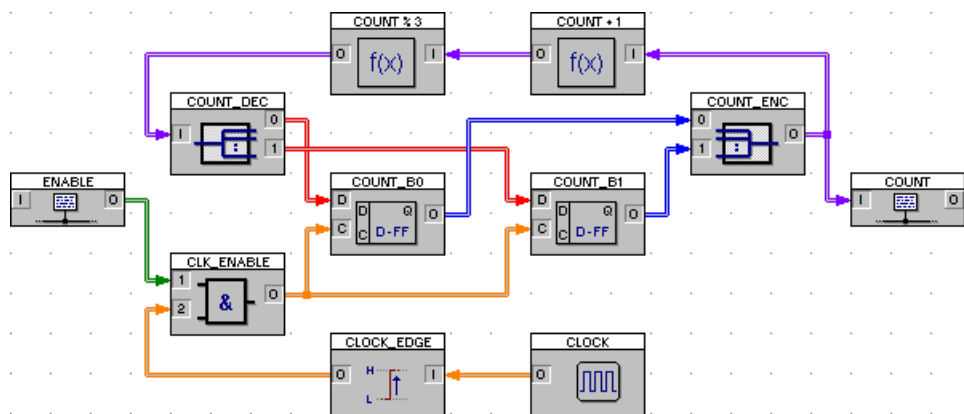 COUNT % 3
COUNT + 1
O f(x) I
O f(x) I
COUNT_DEC
COUNT_ENC
I O 1
0 1 O
ENABLE
COUNT_B0
COUNT_B1
COUNT
I O
D C D C Q D-FF O
D C D C Q D-FF O
I O
CLK_ENABLE
1 2 & O
CLOCK_EDGE
CLOCK
O H L I
O